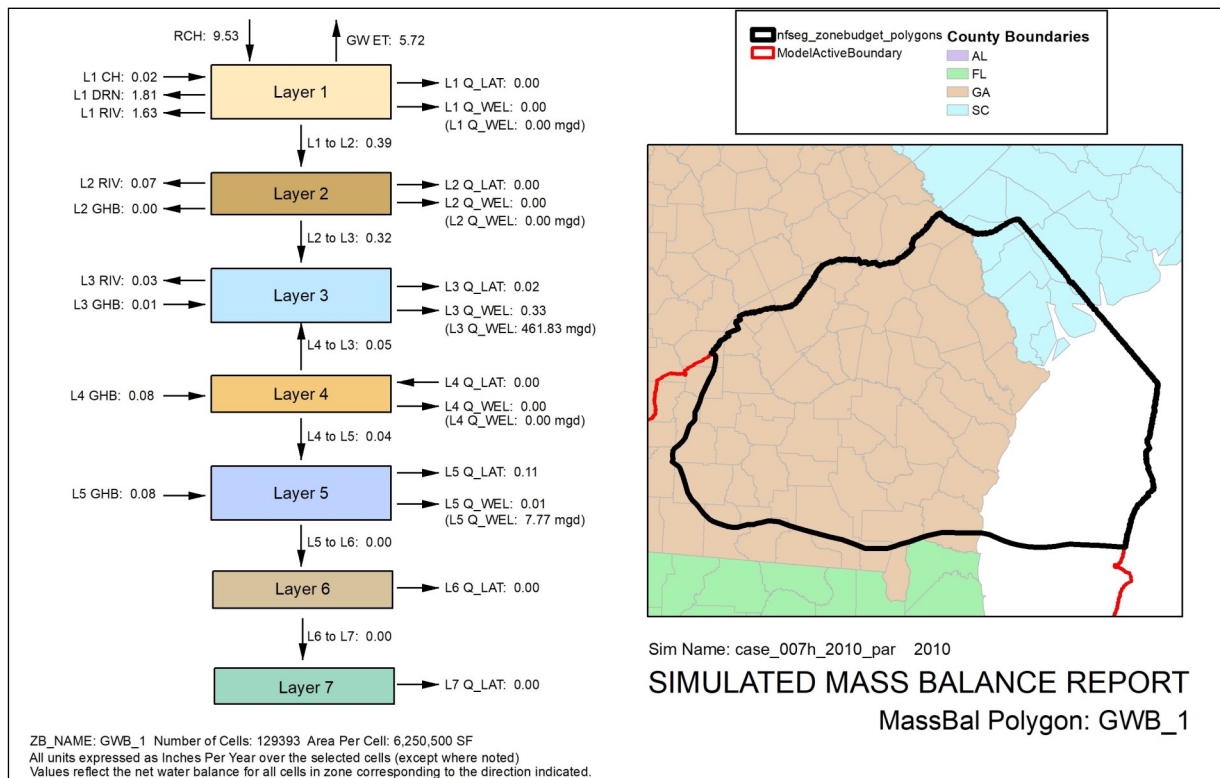 RCH: 9.53
GW ET: 5.72
L1 CH: 0.02
L1 DRN: 1.81
L1 RIV: 1.63
Layer 1
L1 Q_LAT: 0.00
L1 Q_WEL: 0.00
(L1 Q_WEL: 0.00 mgd)
L1 to L2: 0.39
L2 RIV: 0.07
L2 GHB: 0.00
Layer 2
L2 Q_LAT: 0.00
L2 Q_WEL: 0.00
(L2 Q_WEL: 0.00 mgd)
L2 to L3: 0.32
L3 RIV: 0.03
L3 GHB: 0.01
Layer 3
L3 Q_LAT: 0.02
L3 Q_WEL: 0.33
(L3 Q_WEL: 461.83 mgd)
L4 to L3: 0.05
L4 GHB: 0.08
Layer 4
L4 Q_LAT: 0.00
L4 Q_WEL: 0.00
(L4 Q_WEL: 0.00 mgd)
L4 to L5: 0.04
L5 GHB: 0.08
Layer 5
L5 Q_LAT: 0.11
L5 Q_WEL: 0.01
(L5 Q_WEL: 7.77 mgd)
L5 to L6: 0.00
Layer 6
L6 Q_LAT: 0.00
L6 to L7: 0.00
Layer 7
L7 Q_LAT: 0.00
ZB_NAME: GWB_1 Number of Cells: 129393 Area Per Cell: 6,250,500 SF
All units expressed as Inches Per Year over the selected cells (except where noted)
Values reflect the net water balance for all cells in zone corresponding to the direction indicated.
nfseg_zonebudget_polygons
ModelActiveBoundary
County Boundaries
AL
FL
GA
SC
Sim Name: case_007h_2010_par 2010
SIMULATED MASS BALANCE REPORT
MassBal Polygon: GWB_1